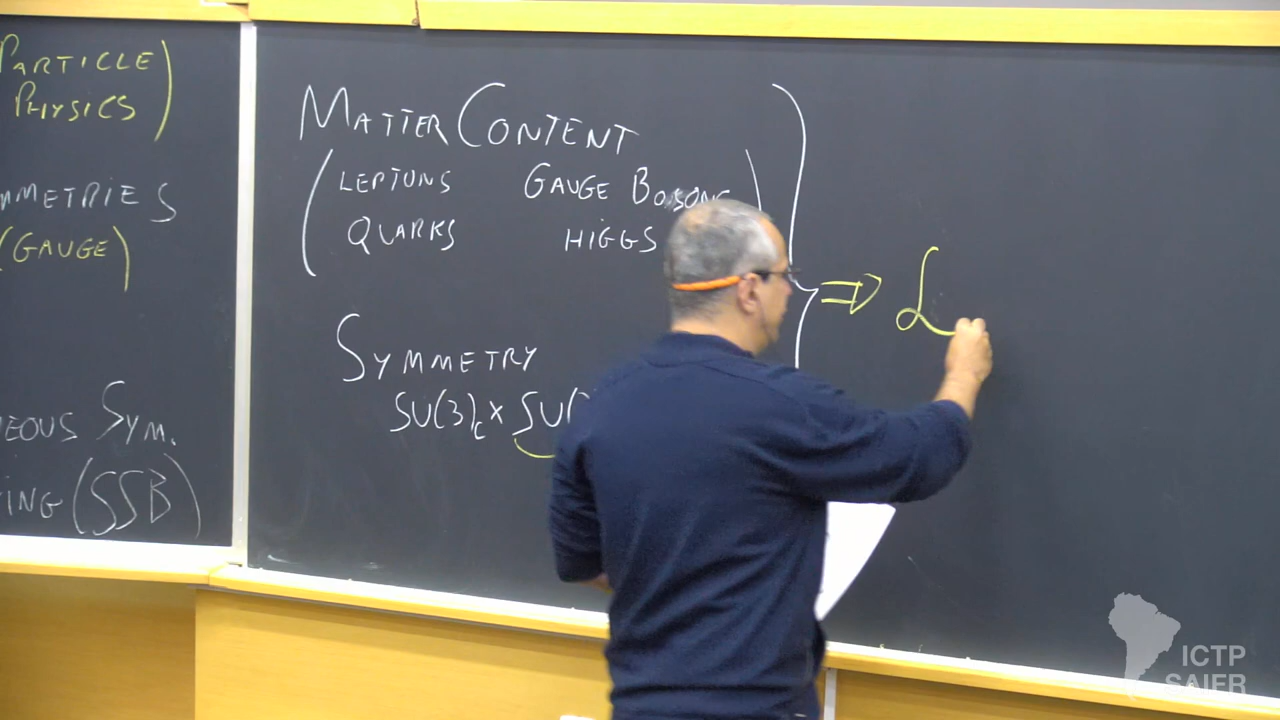 PARTICLE)
PHYSICS
MMETRIES
(GAUGE)
EOUS SYM.
ING (SSB)
MATTER CONTENT
(LEPTONS GAUGE BOSONS)
QUARKS HIGGS
SYMMETRY
SU(3)c × SU(
} ⇒ ℒ
ICTP
SAIFR